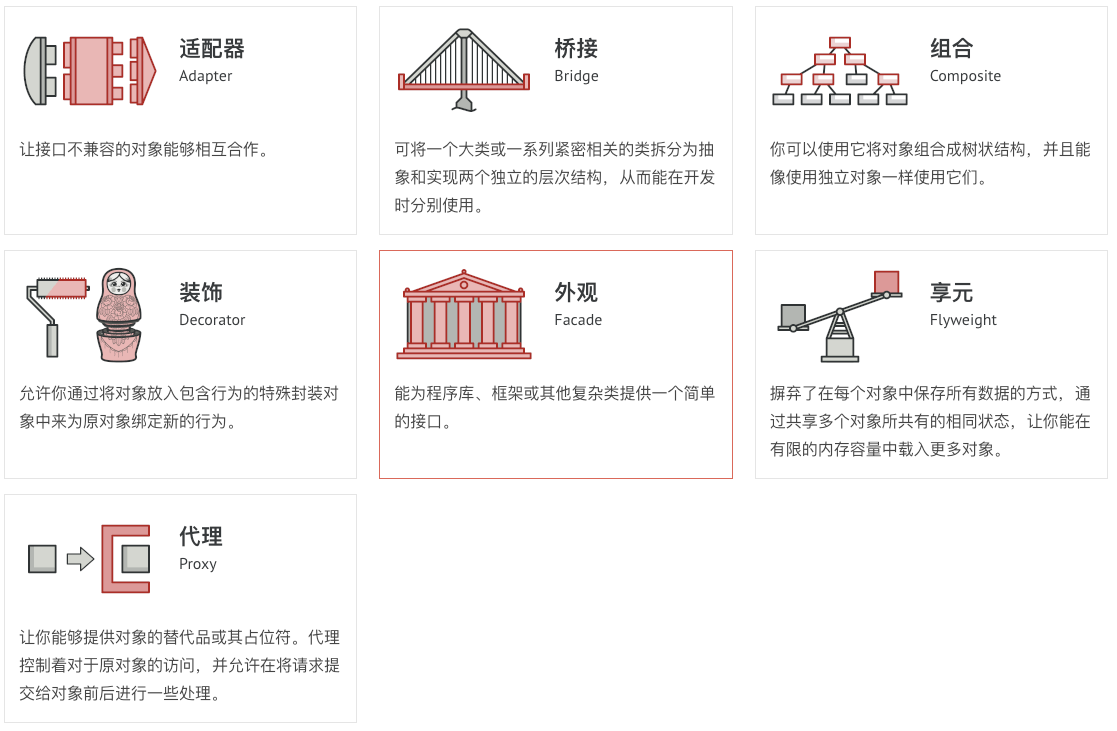 适配器
Adapter
让接口不兼容的对象能够相互合作。
桥接
Bridge
可将一个大类或一系列紧密相关的类拆分为抽
象和实现两个独立的层次结构，从而能在开发
时分别使用。
组合
Composite
你可以使用它将对象组合成树状结构，并且能
像使用独立对象一样使用它们。
装饰
Decorator
允许你通过将对象放入包含行为的特殊封装对
象中来为原对象绑定新的行为。
外观
Facade
能为程序库、框架或其他复杂类提供一个简单
的接口。
享元
Flyweight
摒弃了在每个对象中保存所有数据的方式，通
过共享多个对象所共有的相同状态，让你能在
有限的内存容量中载入更多对象。
代理
Proxy
让你能够提供对象的替代品或其占位符。代理
控制着对于原对象的访问，并允许在将请求提
交给对象前后进行一些处理。